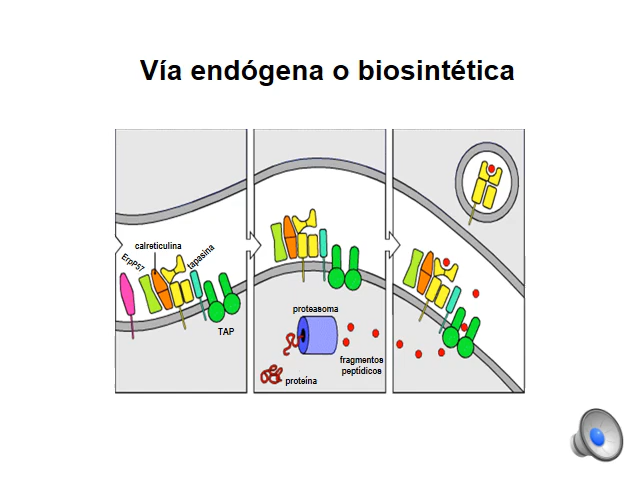 Vía endógena o biosintética
calreticulina
ErpP57
tapasina
TAP
proteasoma
fragmentos
peptídicos
proteína